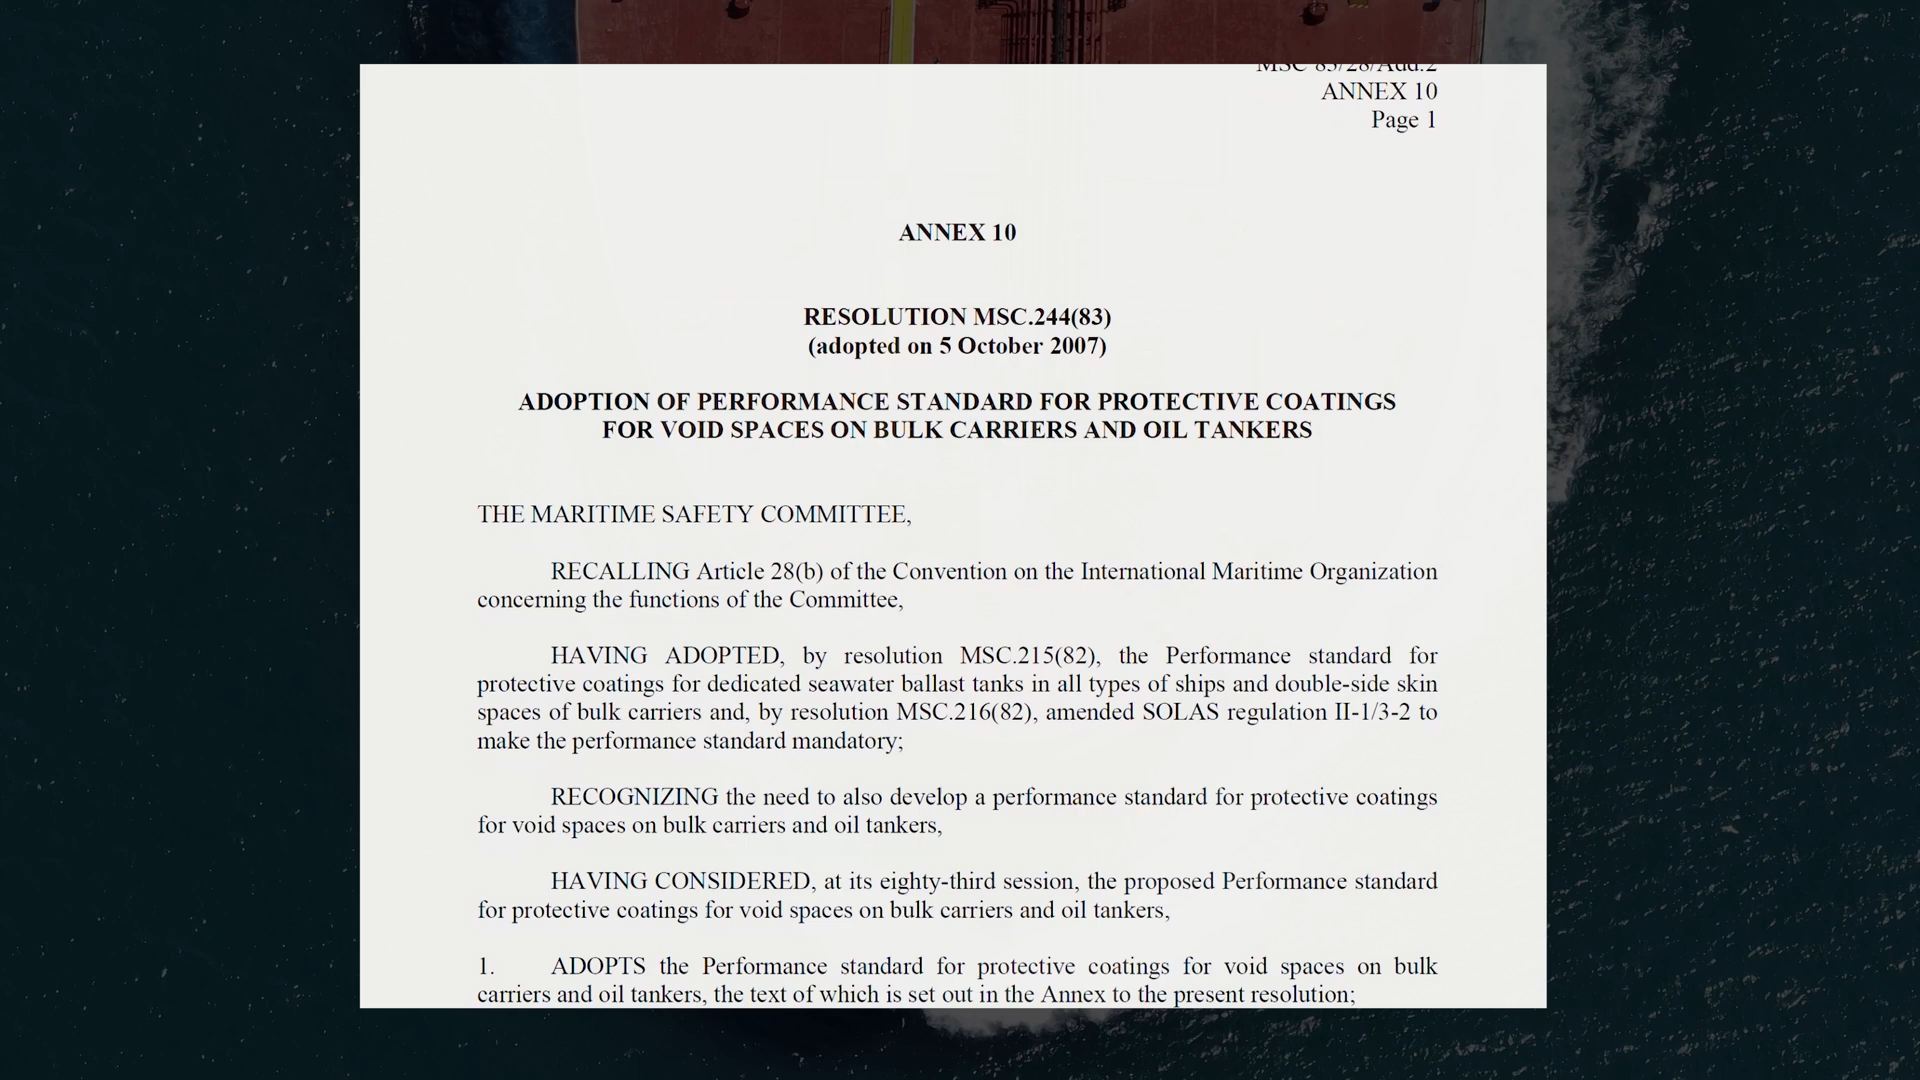 MSC 83/28/Add.2
ANNEX 10
Page 1
ANNEX 10
RESOLUTION MSC.244(83)
(adopted on 5 October 2007)
ADOPTION OF PERFORMANCE STANDARD FOR PROTECTIVE COATINGS
FOR VOID SPACES ON BULK CARRIERS AND OIL TANKERS
THE MARITIME SAFETY COMMITTEE,
RECALLING Article 28(b) of the Convention on the International Maritime Organization
concerning the functions of the Committee,
HAVING ADOPTED, by resolution MSC.215(82), the Performance standard for
protective coatings for dedicated seawater ballast tanks in all types of ships and double-side skin
spaces of bulk carriers and, by resolution MSC.216(82), amended SOLAS regulation II-1/3-2 to
make the performance standard mandatory;
RECOGNIZING the need to also develop a performance standard for protective coatings
for void spaces on bulk carriers and oil tankers,
HAVING CONSIDERED, at its eighty-third session, the proposed Performance standard
for protective coatings for void spaces on bulk carriers and oil tankers,
1. ADOPTS the Performance standard for protective coatings for void spaces on bulk
carriers and oil tankers, the text of which is set out in the Annex to the present resolution;